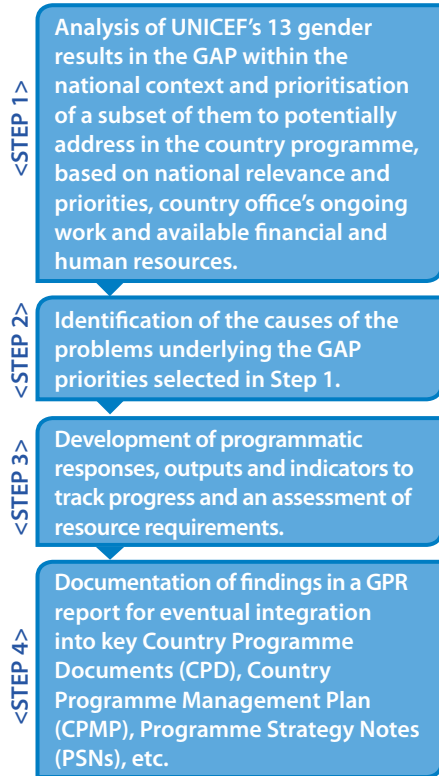 <STEP 1>
Analysis of UNICEF's 13 gender
results in the GAP within the
national context and prioritisation
of a subset of them to potentially
address in the country programme,
based on national relevance and
priorities, country office's ongoing
work and available financial and
human resources.
<STEP 2>
Identification of the causes of the
problems underlying the GAP
priorities selected in Step 1.
<STEP 3>
Development of programmatic
responses, outputs and indicators to
track progress and an assessment of
resource requirements.
<STEP 4>
Documentation of findings in a GPR
report for eventual integration
into key Country Programme
Documents (CPD), Country
Programme Management Plan
(CPMP), Programme Strategy Notes
(PSNs), etc.